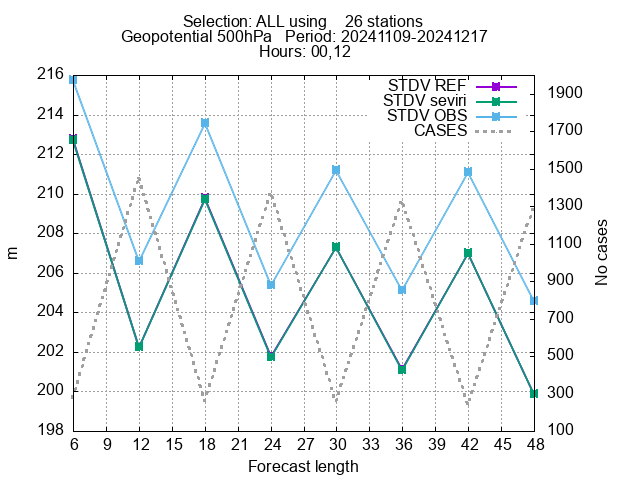 Selection: ALL using    26 stations
Geopotential 500hPa   Period: 20241109-20241217
Hours: 00,12
STDV REF
STDV seviri
STDV OBS
CASES
216
214
212
210
208
206
204
202
200
198
m
1900
1700
1500
1300
1100
900
700
500
300
100
No cases
6 9 12 15 18 21 24 27 30 33 36 39 42 45 48
Forecast length